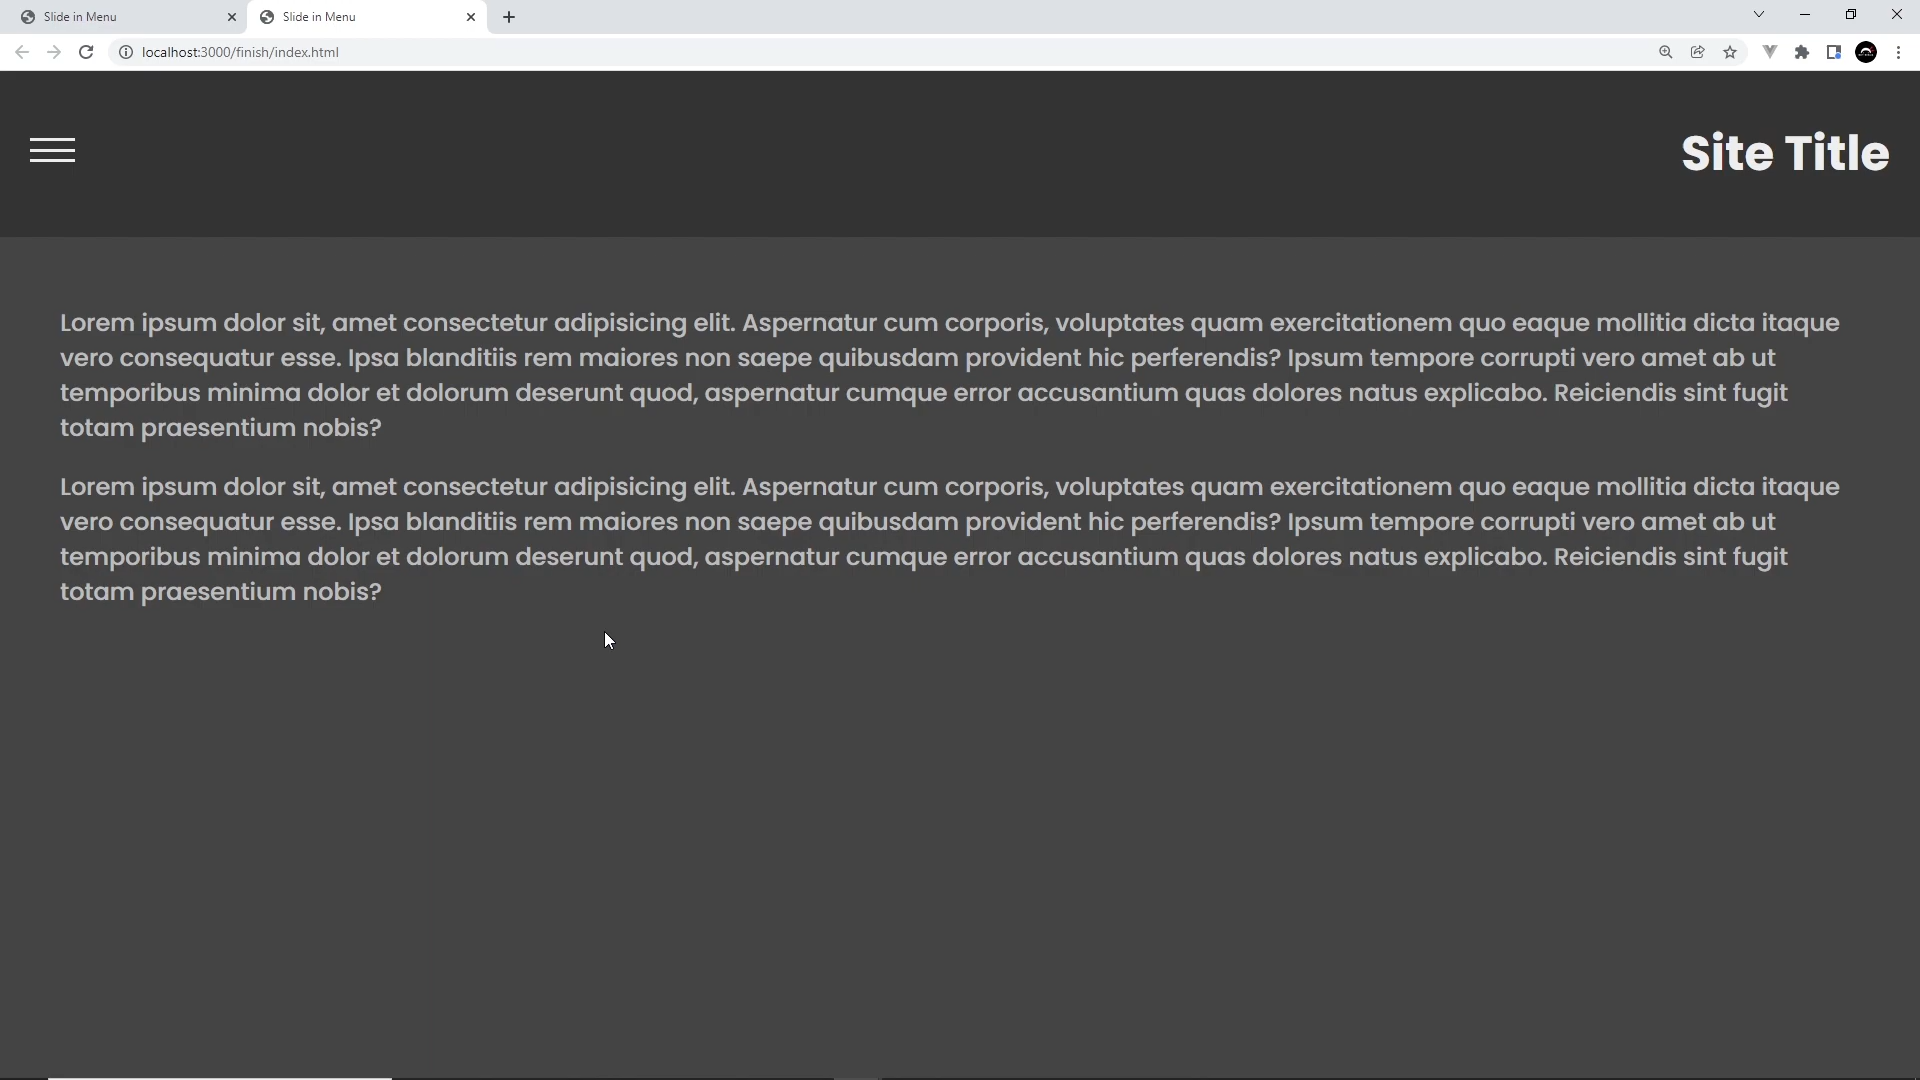 Slide in Menu
Slide in Menu
localhost:3000/finish/index.html
Site Title
Lorem ipsum dolor sit, amet consectetur adipisicing elit. Aspernatur cum corporis, voluptates quam exercitationem quo eaque mollitia dicta itaque
vero consequatur esse. Ipsa blanditiis rem maiores non saepe quibusdam provident hic perferendis? Ipsum tempore corrupti vero amet ab ut
temporibus minima dolor et dolorum deserunt quod, aspernatur cumque error accusantium quas dolores natus explicabo. Reiciendis sint fugit
totam praesentium nobis?
Lorem ipsum dolor sit, amet consectetur adipisicing elit. Aspernatur cum corporis, voluptates quam exercitationem quo eaque mollitia dicta itaque
vero consequatur esse. Ipsa blanditiis rem maiores non saepe quibusdam provident hic perferendis? Ipsum tempore corrupti vero amet ab ut
temporibus minima dolor et dolorum deserunt quod, aspernatur cumque error accusantium quas dolores natus explicabo. Reiciendis sint fugit
totam praesentium nobis?